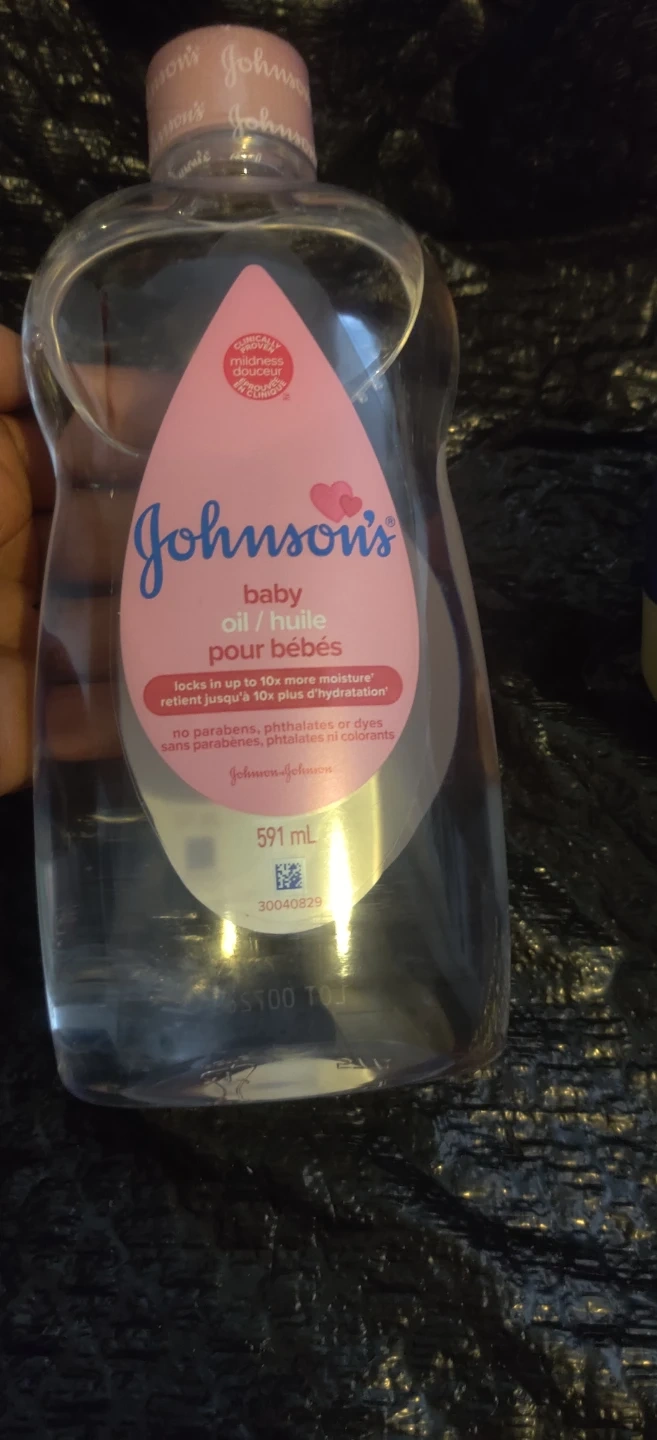 Johnson's
Johnson's
CLINICALLY
PROVEN
mildness
douceur
ÉPROUVÉE
EN CLINIQUE
Johnson's®
baby
oil / huile
pour bébés
locks in up to 10x more moisture†
retient jusqu'à 10x plus d'hydratation†
no parabens, phthalates or dyes
sans parabènes, phtalates ni colorants
Johnson & Johnson
591 mL
30040829
LOT